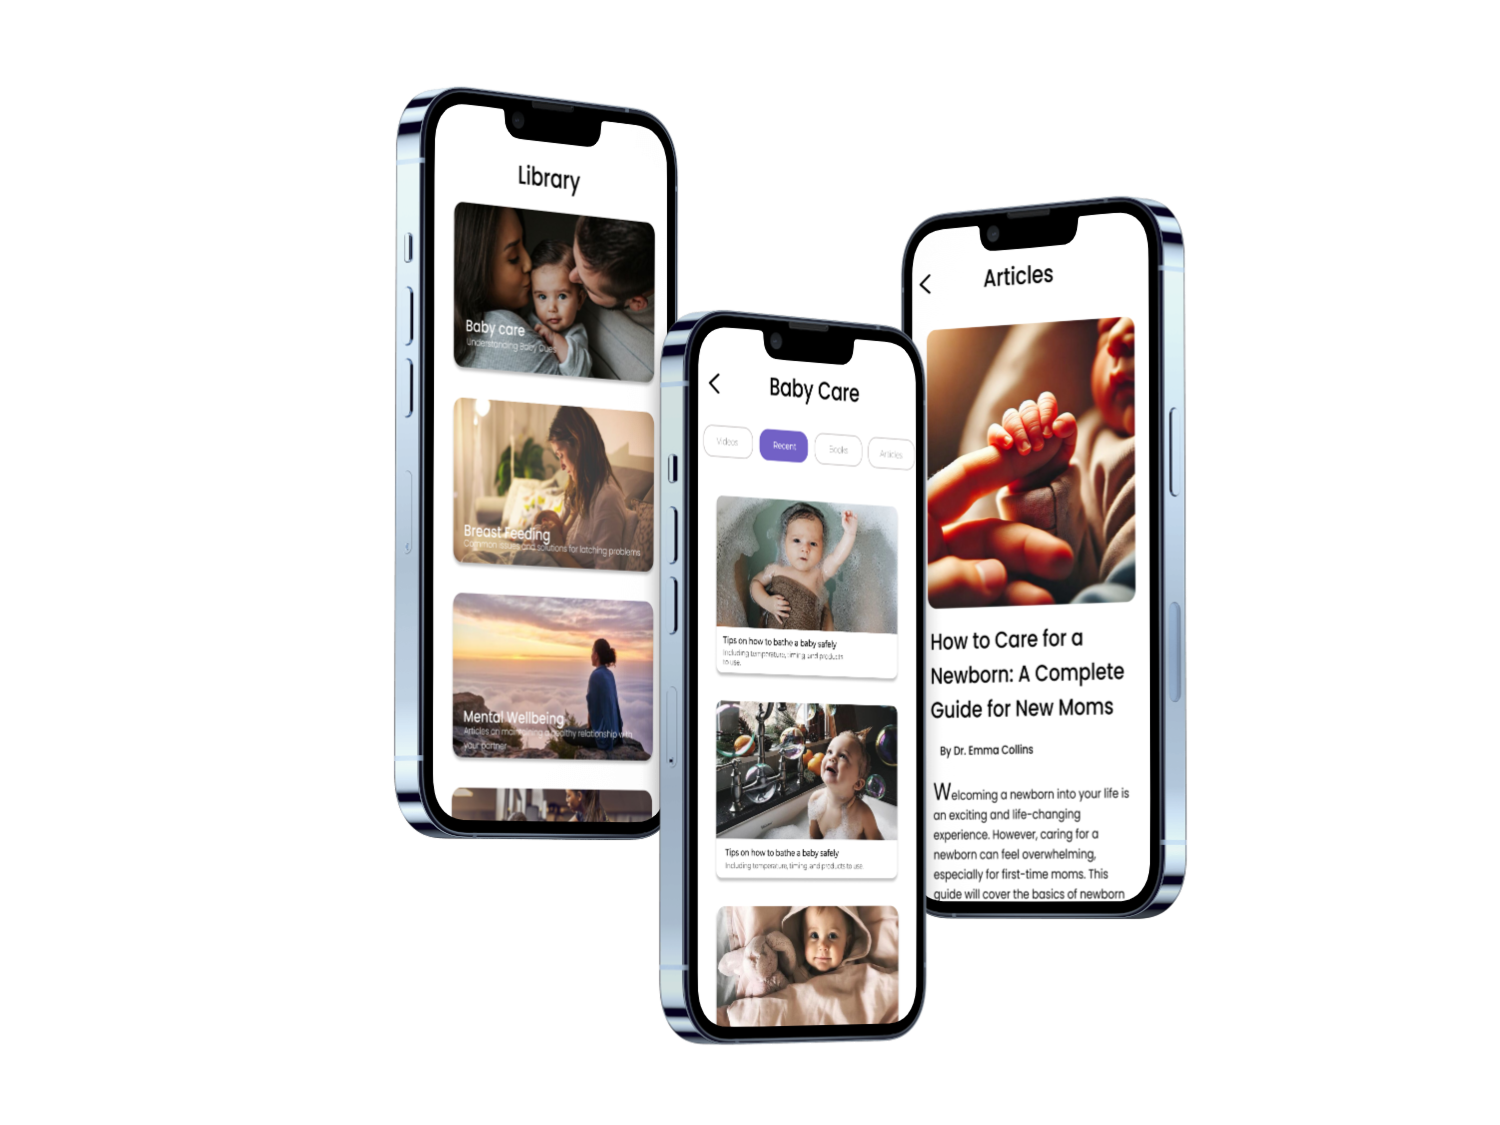 Library
Baby care
Understanding Baby Cues
Breast Feeding
Common issues and solutions for latching problems
Mental Wellbeing
Articles on maintaining a healthy relationship with
your partner
Baby Care
Videos
Recent
Articles
Tips on how to bathe a baby safely
Including temperature, timing, and products
to use.
Tips on how to bathe a baby safely
Including temperature, timing, and products to use.
Articles
How to Care for a
Newborn: A Complete
Guide for New Moms
By Dr. Emma Collins
Welcoming a newborn into your life is
an exciting and life-changing
experience. However, caring for a
newborn can feel overwhelming,
especially for first-time moms. This
guide will cover the basics of newborn